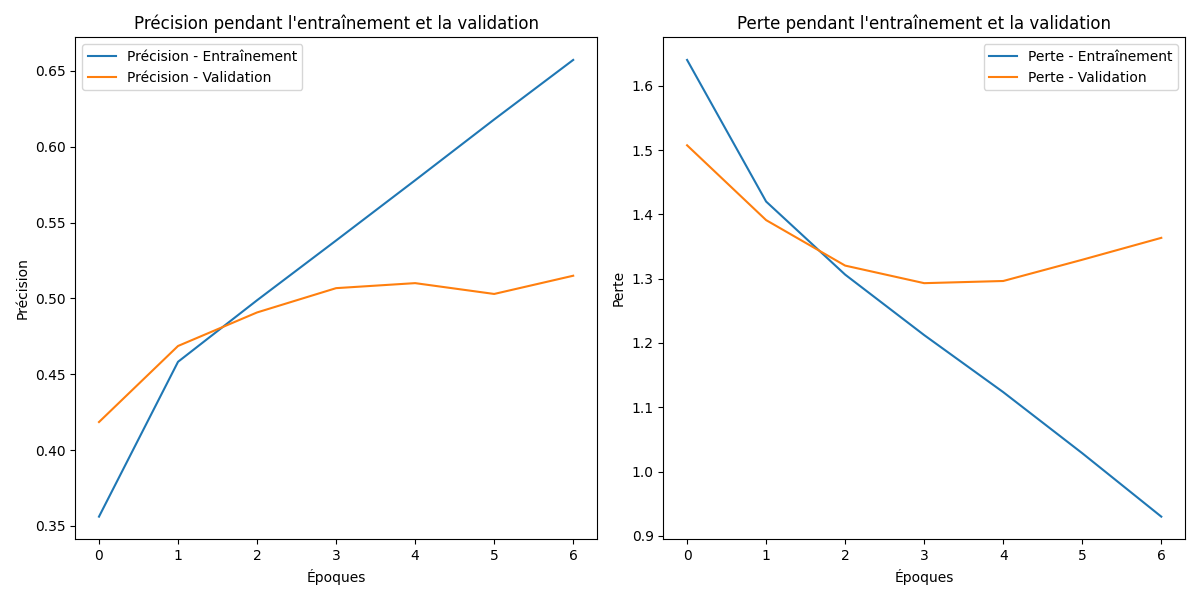 Précision pendant l'entraînement et la validation
Précision - Entraînement
Précision - Validation
0.65
0.60
0.55
0.50
0.45
0.40
0.35
Précision
0 1 2 3 4 5 6
Époques
Perte pendant l'entraînement et la validation
Perte - Entraînement
Perte - Validation
1.6
1.5
1.4
1.3
1.2
1.1
1.0
0.9
Perte
0 1 2 3 4 5 6
Époques